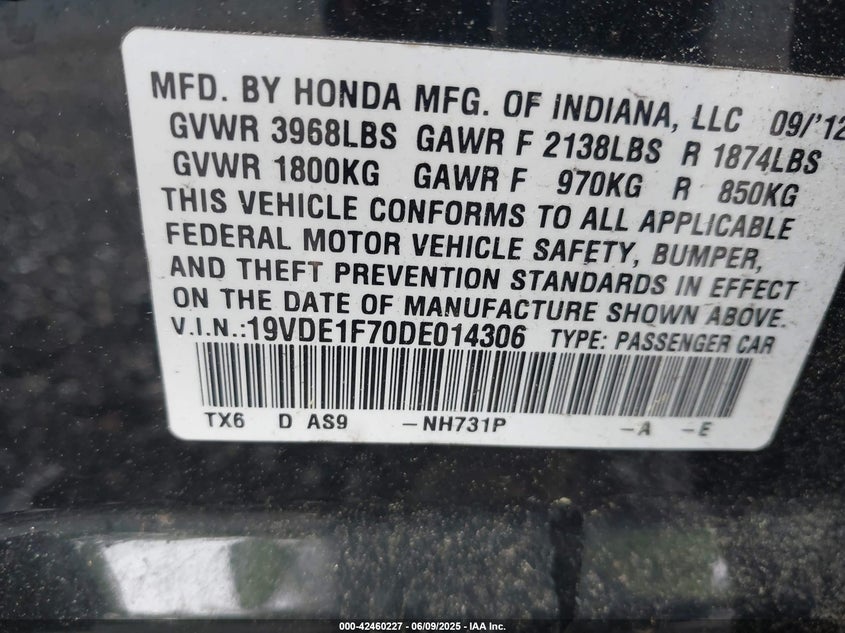 MFD. BY HONDA MFG. OF INDIANA, LLC 09/'12
GVWR 3968LBS GAWR F 2138LBS R 1874LBS
GVWR 1800KG GAWR F 970KG R 850KG
THIS VEHICLE CONFORMS TO ALL APPLICABLE
FEDERAL MOTOR VEHICLE SAFETY, BUMPER,
AND THEFT PREVENTION STANDARDS IN EFFECT
ON THE DATE OF MANUFACTURE SHOWN ABOVE.
V.I.N.:19VDE1F70DE014306 TYPE: PASSENGER CAR
TX6 D AS9 -NH731P -A -E
000-42460227 - 06/09/2025 - IAA Inc.